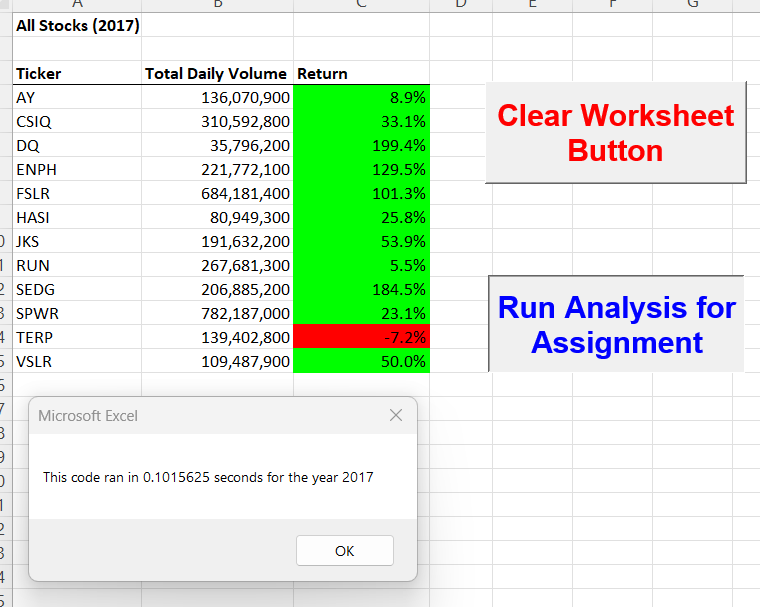 A B C D E F G
All Stocks (2017)
Ticker Total Daily Volume Return
AY 136,070,900 8.9%
CSIQ 310,592,800 33.1%
DQ 35,796,200 199.4%
ENPH 221,772,100 129.5%
FSLR 684,181,400 101.3%
HASI 80,949,300 25.8%
JKS 191,632,200 53.9%
RUN 267,681,300 5.5%
SEDG 206,885,200 184.5%
SPWR 782,187,000 23.1%
TERP 139,402,800 -7.2%
VSLR 109,487,900 50.0%
Clear Worksheet
Button
Run Analysis for
Assignment
Microsoft Excel
This code ran in 0.1015625 seconds for the year 2017
OK